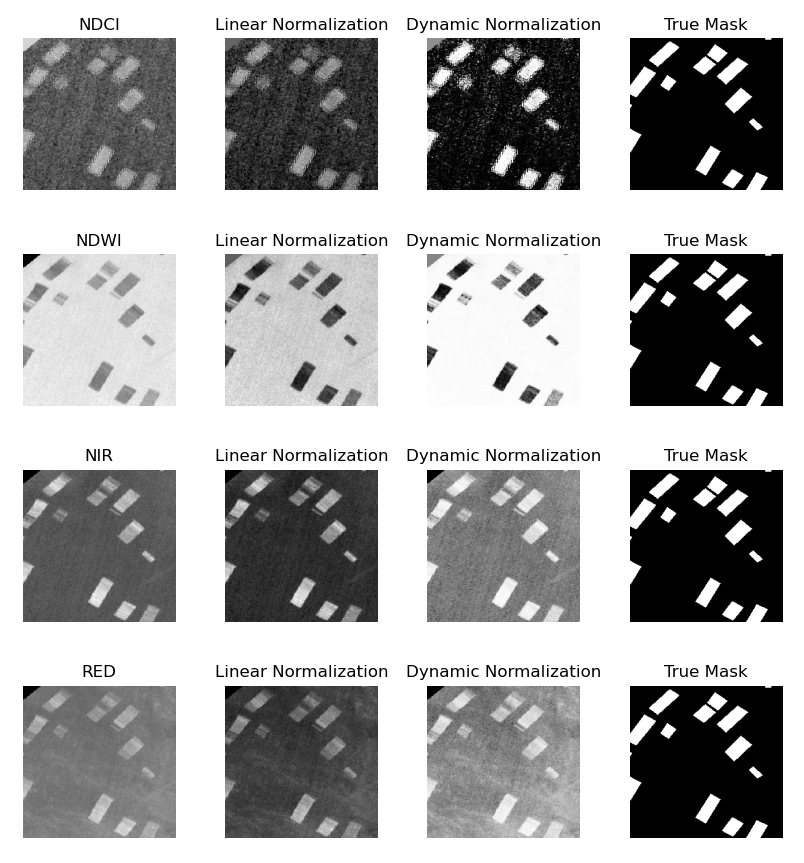 NDCI Linear Normalization Dynamic Normalization True Mask
NDWI Linear Normalization Dynamic Normalization True Mask
NIR Linear Normalization Dynamic Normalization True Mask
RED Linear Normalization Dynamic Normalization True Mask